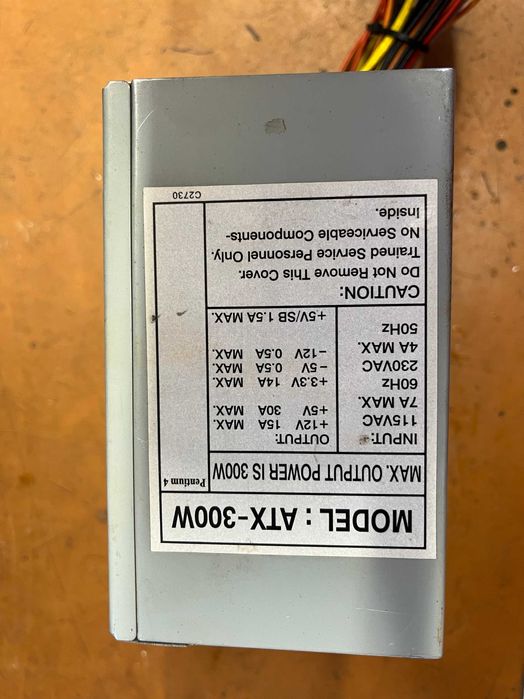 MODEL : ATX-300W
MAX. OUTPUT POWER IS 300W
Pentium 4
INPUT:
115VAC
7A MAX.
60Hz
230VAC
4A MAX.
50Hz
OUTPUT:
+12V 15A MAX.
+5V 30A MAX.
+3.3V 14A MAX.
-5V 0.5A MAX.
-12V 0.5A MAX.
+5V/SB 1.5A MAX.
CAUTION:
Do Not Remove This Cover.
Trained Service Personnel Only.
No Serviceable Components-
Inside.
C2730